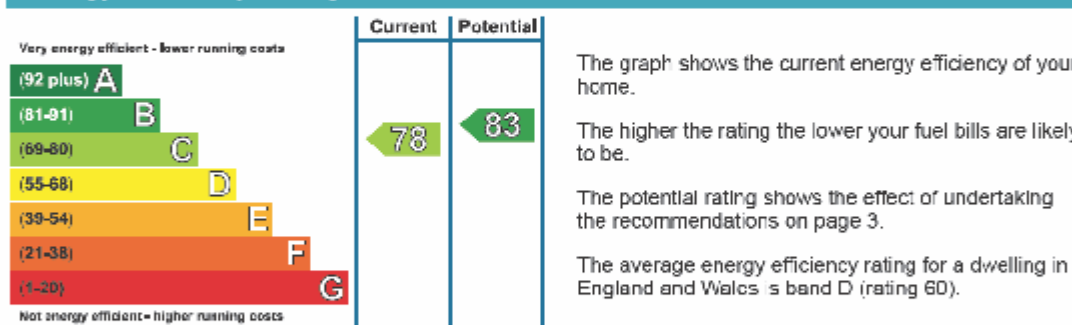 Current Potential
Very energy efficient - lower running costs
(92 plus) A
(81-91) B
(69-80) C
(55-68) D
(39-54) E
(21-38) F
(1-20) G
Not energy efficient - higher running costs
78
83
The graph shows the current energy efficiency of your
home.
The higher the rating the lower your fuel bills are likely
to be.
The potential rating shows the effect of undertaking
the recommendations on page 3.
The average energy efficiency rating for a dwelling in
England and Wales is band D (rating 60).